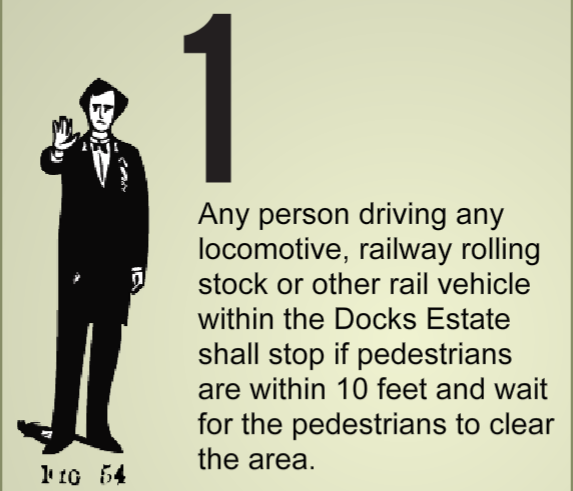 1
Any person driving any
locomotive, railway rolling
stock or other rail vehicle
within the Docks Estate
shall stop if pedestrians
are within 10 feet and wait
for the pedestrians to clear
the area.
FIG 54